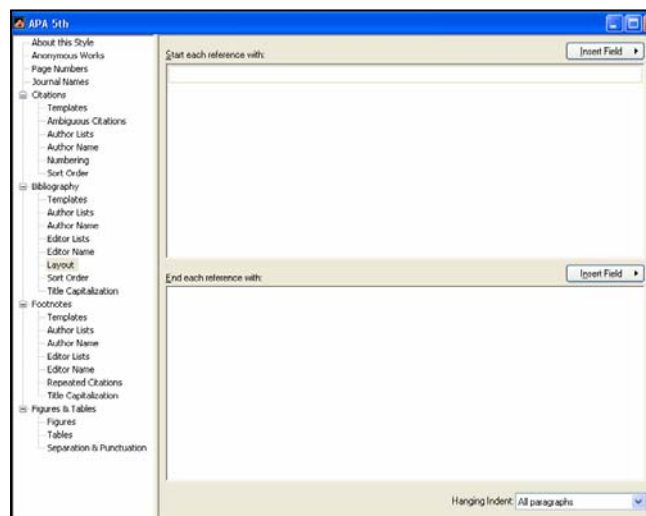 APA 5th
About this Style
Anonymous Works
Page Numbers
Journal Names
Citations
Templates
Ambiguous Citations
Author Lists
Author Name
Numbering
Sort Order
Bibliography
Templates
Author Lists
Author Name
Editor Lists
Editor Name
Layout
Sort Order
Title Capitalization
Footnotes
Templates
Author Lists
Author Name
Editor Lists
Editor Name
Repeated Citations
Title Capitalization
Figures & Tables
Figures
Tables
Separation & Punctuation
Start each reference with:
Insert Field
End each reference with:
Insert Field
Hanging Indent: All paragraphs